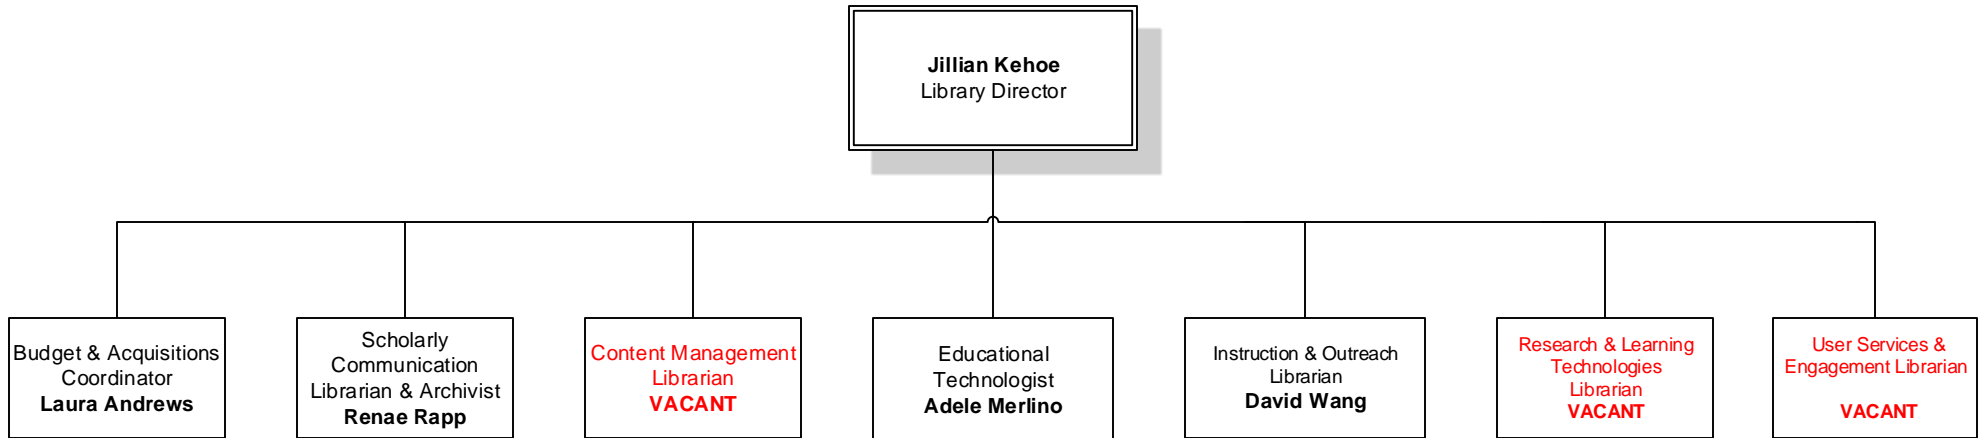 Jillian Kehoe
Library Director
Budget & Acquisitions
Coordinator
Laura Andrews
Scholarly
Communication
Librarian & Archivist
Renae Rapp
Content Management
Librarian
VACANT
Educational
Technologist
Adele Merlino
Instruction & Outreach
Librarian
David Wang
Research & Learning
Technologies
Librarian
VACANT
User Services &
Engagement Librarian
VACANT